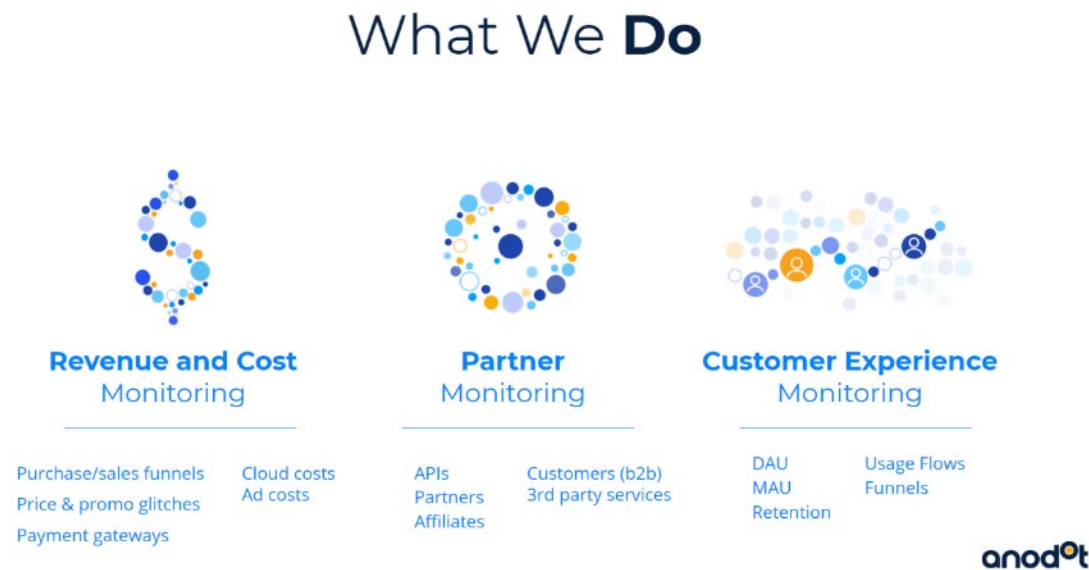 What We Do
Revenue and Cost
Monitoring
Purchase/sales funnels
Price & promo glitches
Payment gateways
Cloud costs
Ad costs
Partner
Monitoring
APIs
Partners
Affiliates
Customers (b2b)
3rd party services
Customer Experience
Monitoring
DAU
MAU
Retention
Usage Flows
Funnels
anodot